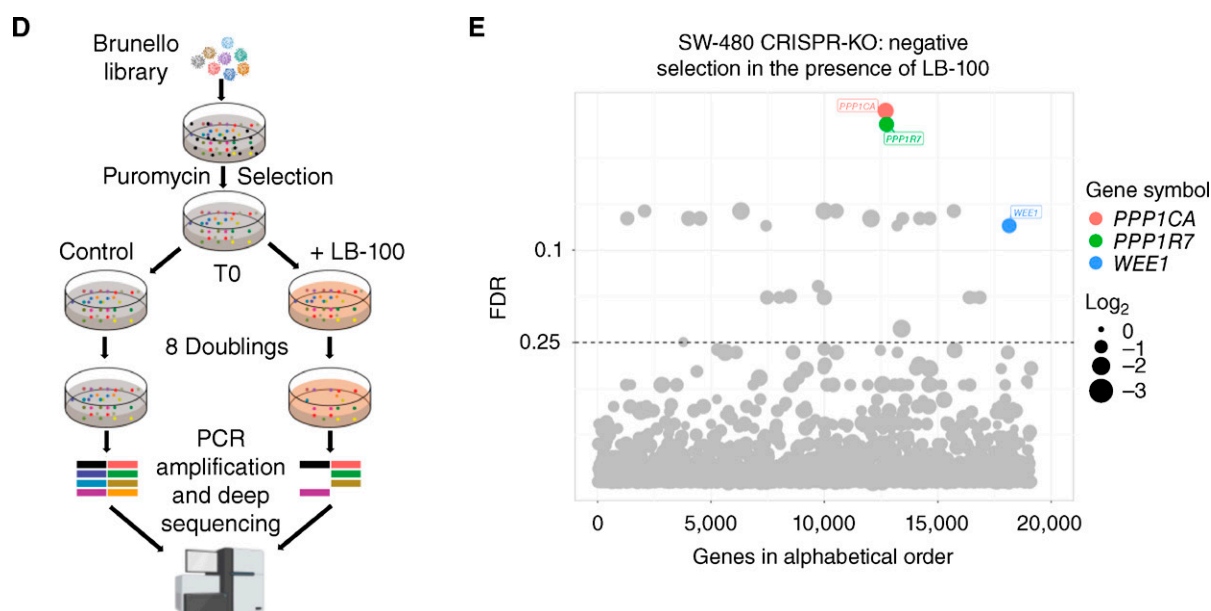 D
Brunello
library
Puromycin Selection
Control
+ LB-100
T0
8 Doublings
PCR
amplification
and deep
sequencing
E
SW-480 CRISPR-KO: negative
selection in the presence of LB-100
PPP1CA
PPP1R7
WEE1
FDR
0.1
0.25
0
5,000
10,000
15,000
20,000
Genes in alphabetical order
Gene symbol
PPP1CA
PPP1R7
WEE1
Log2
0
−1
−2
−3